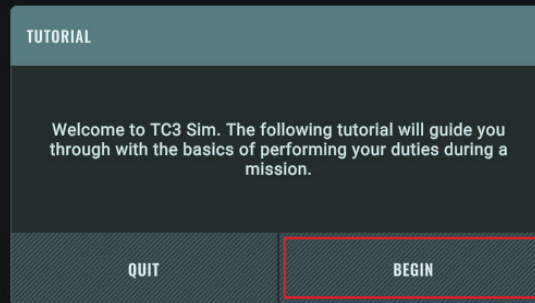 TUTORIAL
Welcome to TC3 Sim. The following tutorial will guide you
through with the basics of performing your duties during a
mission.
QUIT
BEGIN